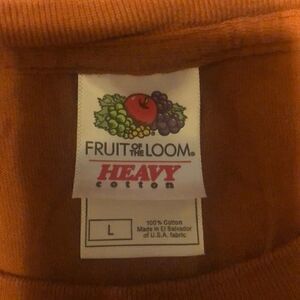 FRUIT OF THE LOOM®
HEAVY
cotton
L
100% Cotton
Made in El Salvador
of U.S.A. fabric